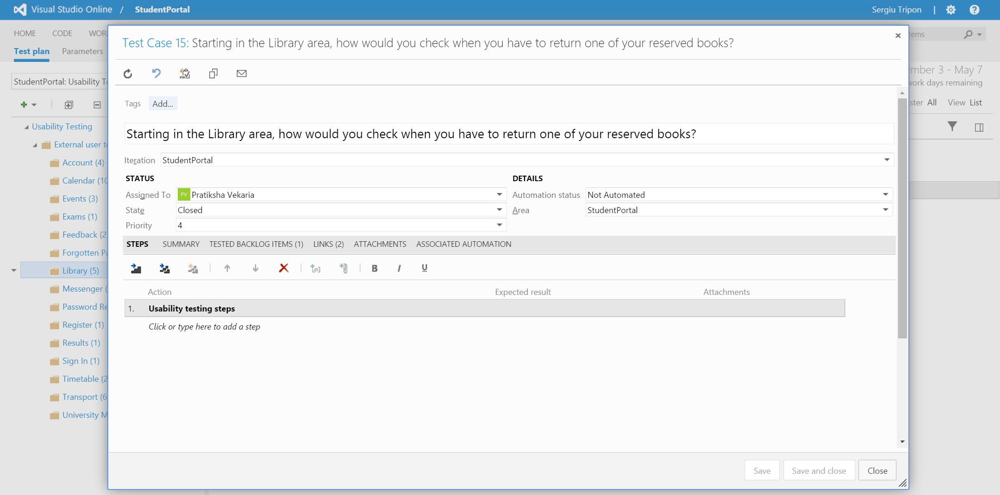 Visual Studio Online / StudentPortal
Sergiu Tripon |
HOME CODE
Test plan Parameters
StudentPortal: Usability
Usability Testing
External user
Account (4)
Calendar (10
Events (3)
Exams (1)
Feedback (2)
Forgotten
Library (5)
Messenger (
Password
Register (1)
Results (1)
Sign In (1)
Timetable (2
Transport (6
University
Test Case 15: Starting in the Library area, how would you check when you have to return one of your reserved books?
Tags Add...
Starting in the Library area, how would you check when you have to return one of your reserved books?
Iteration StudentPortal
STATUS
Assigned To PV Pratiksha Vekaria
State Closed
Priority 4
DETAILS
Automation status Not Automated
Area StudentPortal
STEPS SUMMARY TESTED BACKLOG ITEMS (1) LINKS (2) ATTACHMENTS ASSOCIATED AUTOMATION
B I U
Action Expected result Attachments
1. Usability testing steps
Click or type here to add a step
Save Save and close Close
3 - May 7
work days remaining
All View List